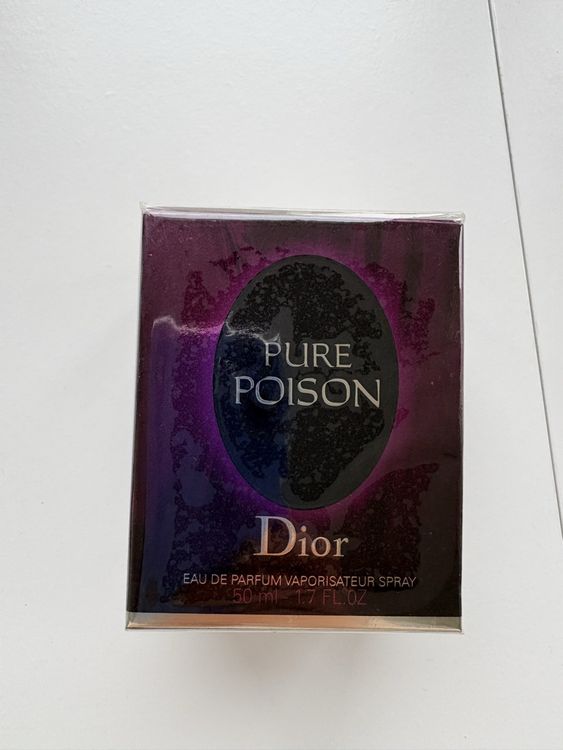 PURE
POISON
Dior
EAU DE PARFUM VAPORISATEUR SPRAY
50 ml - 1.7 FL.OZ